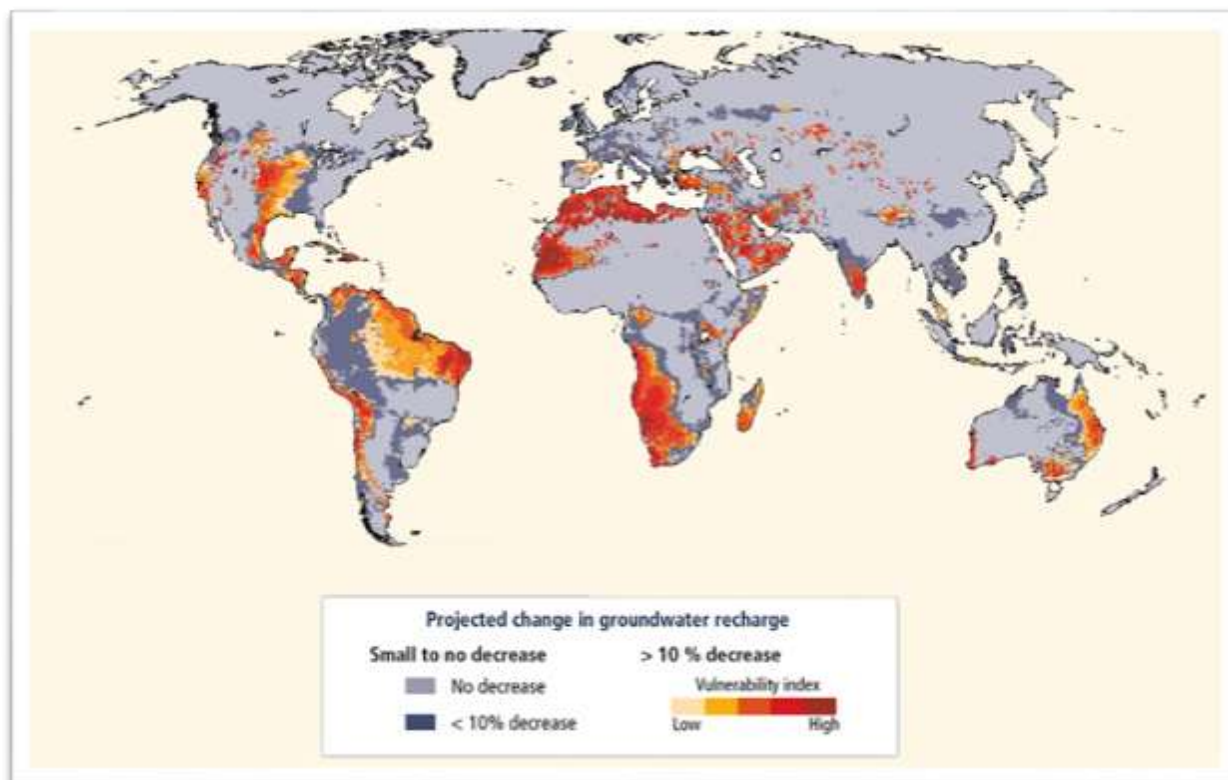 Projected change in groundwater recharge
Small to no decrease > 10 % decrease
No decrease Vulnerability index
< 10% decrease Low High